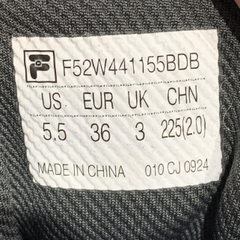 F F52W441155BDB
US EUR UK CHN
5.5 36 3 225(2.0)
MADE IN CHINA 010 CJ 0924